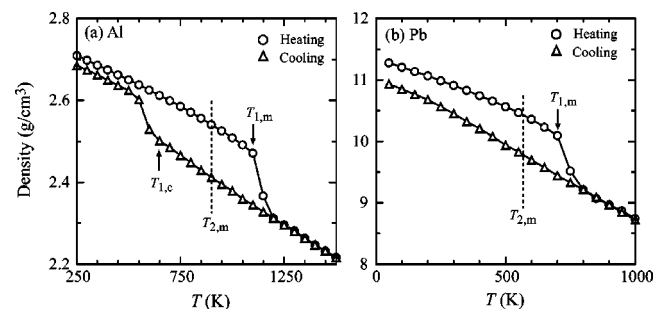 (a) Al
Heating
Cooling
T1,m
T1,c
T2,m
Density (g/cm3)
2.8
2.6
2.4
2.2
250
750
1250
T (K)
(b) Pb
Heating
Cooling
T1,m
T2,m
12
11
10
9
8
0
500
1000
T (K)